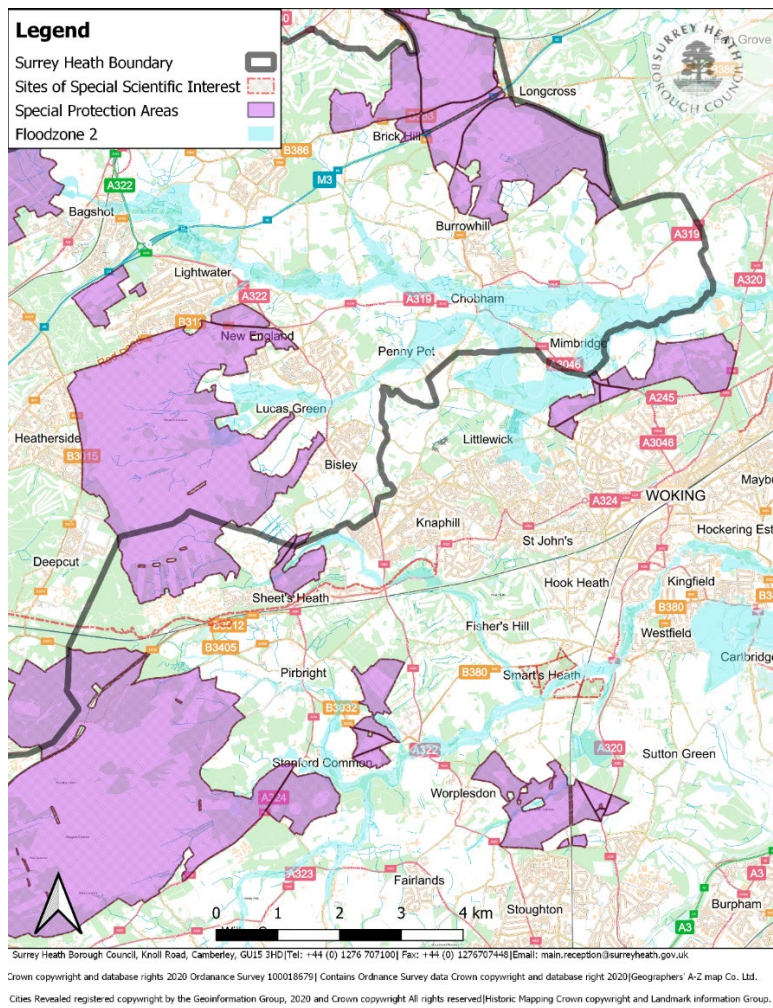 Legend
Surrey Heath Boundary
Sites of Special Scientific Interest
Special Protection Areas
Floodzone 2
SURREY HEATH BOROUGH COUNCIL
Longcross
Brick Hill
B386
M3
A322
Bagshot
Burrowhill
A319
A320
Lightwater
A322
A319
Chobham
New England
Penny Pot
Mimbridge
A3046
Lucas Green
A245
Heatherside
Littlewick
A3046
B3015
Bisley
A324
WOKING
Knaphill
St John's
Hockering Est
Deepcut
Hook Heath
Kingfield
Sheet's Heath
B380
B3012
Fisher's Hill
Westfield
B3405
Pirbright
B380
Smart's Heath
B3032
A322
A320
Sutton Green
Stanford Common
A324
Worplesdon
A323
Fairlands
A3
Burpham
Stoughton
A3
0 1 2 3 4 km
Surrey Heath Borough Council, Knoll Road, Camberley, GU15 3HD|Tel: +44 (0) 1276 707100| Fax: +44 (0) 1276707448|Email: main.reception@surreyheath.gov.uk
Crown copywright and database rights 2020 Ordanance Survey 100018679| Contains Ordnance Survey data Crown copywright and database right 2020|Geographers' A-Z map Co. Ltd.
Cities Revealed registered copyright by the Geoinformation Group, 2020 and Crown copyright All rights reserved|Historic Mapping Crown copyright and Landmark information Group.